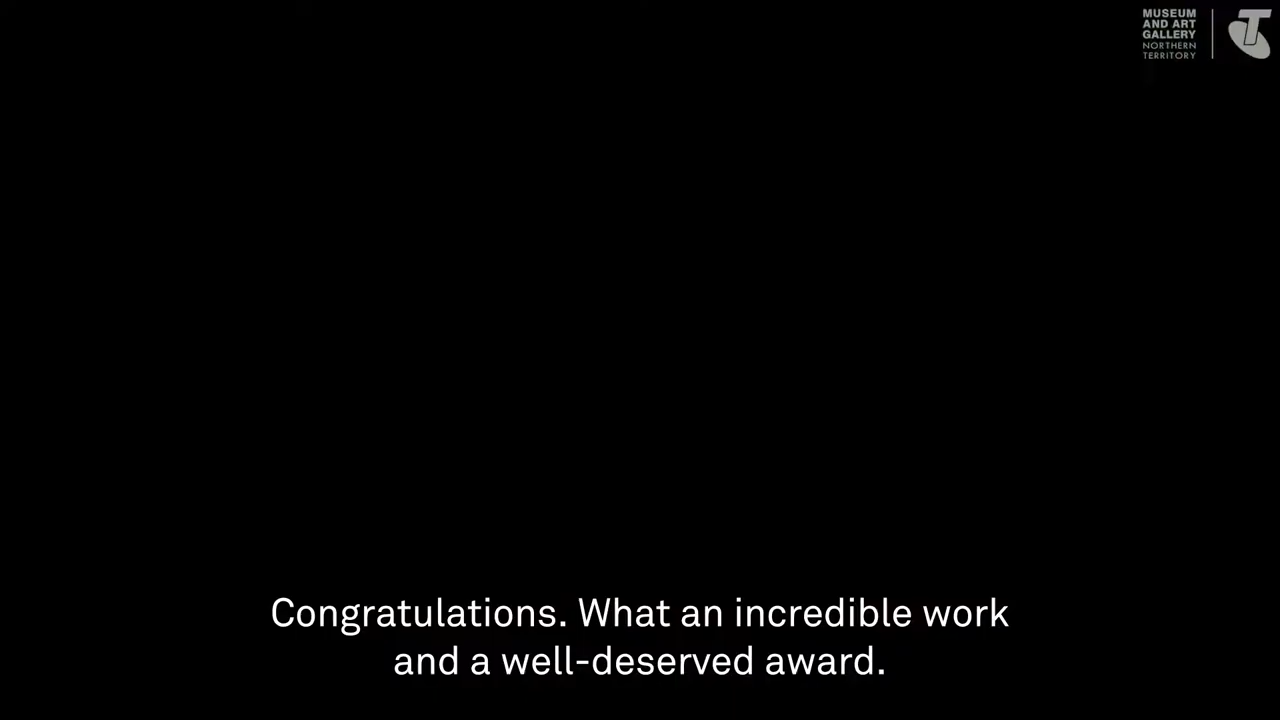 MUSEUM
AND ART
GALLERY
NORTHERN
TERRITORY
T
Congratulations. What an incredible work
and a well-deserved award.